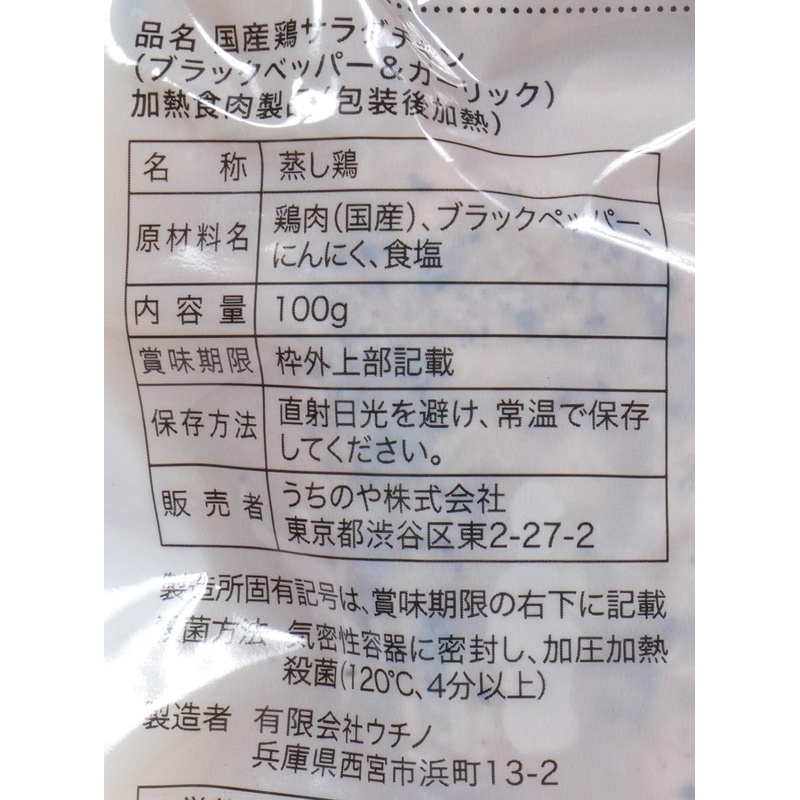 品名 国産鶏サラダチキン
(ブラックペッパー&ガーリック)
加熱食肉製品(包装後加熱)
名称 蒸し鶏
原材料名 鶏肉(国産)、ブラックペッパー、
にんにく、食塩
内容量 100g
賞味期限 枠外上部記載
保存方法 直射日光を避け、常温で保存
してください。
販売者 うちのや株式会社
東京都渋谷区東2-27-2
製造所固有記号は、賞味期限の右下に記載
殺菌方法 気密性容器に密封し、加圧加熱
殺菌(120℃、4分以上)
製造者 有限会社ウチノ
兵庫県西宮市浜町13-2